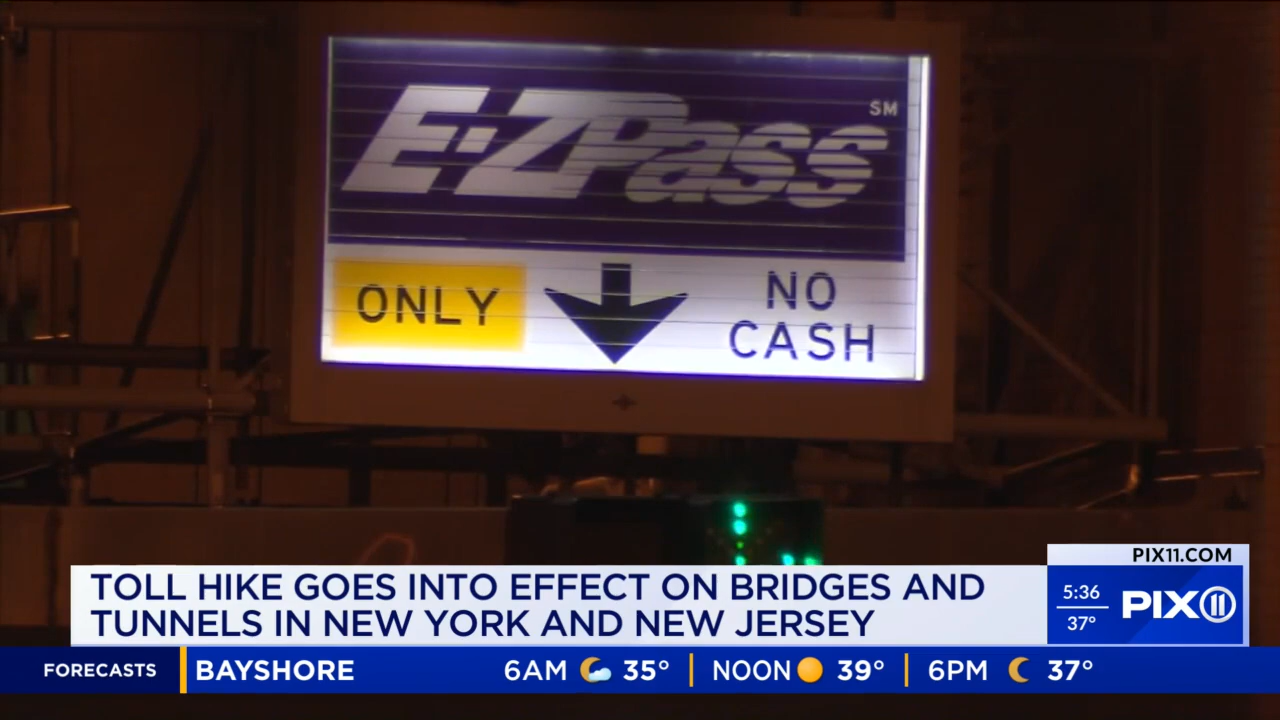 E-ZPass SM
ONLY
NO
CASH
PIX11.COM
TOLL HIKE GOES INTO EFFECT ON BRIDGES AND
TUNNELS IN NEW YORK AND NEW JERSEY
5:36
37°
PIX11
FORECASTS BAYSHORE 6AM 35° NOON 39° 6PM 37°